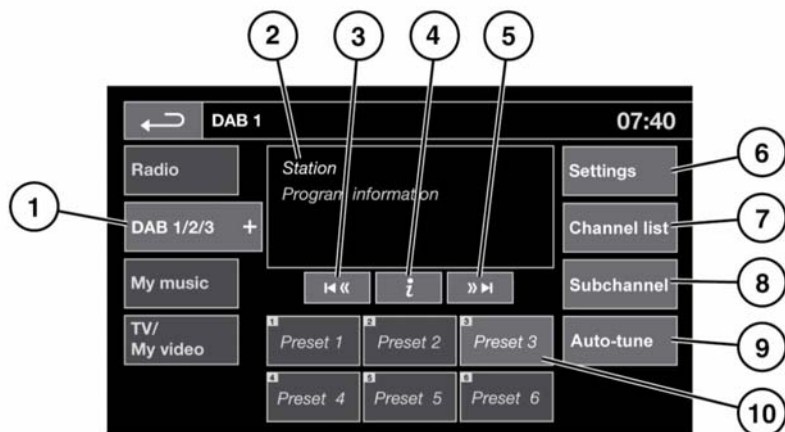 2 3 4 5
DAB 1 07:40
Radio
Station
Program information
Settings
6
1
DAB 1/2/3 +
Channel list
7
My music
i
Subchannel
8
TV/
My video
1 Preset 1 2 Preset 2 3 Preset 3
Auto-tune
9
4 Preset 4 5 Preset 5 6 Preset 6
10